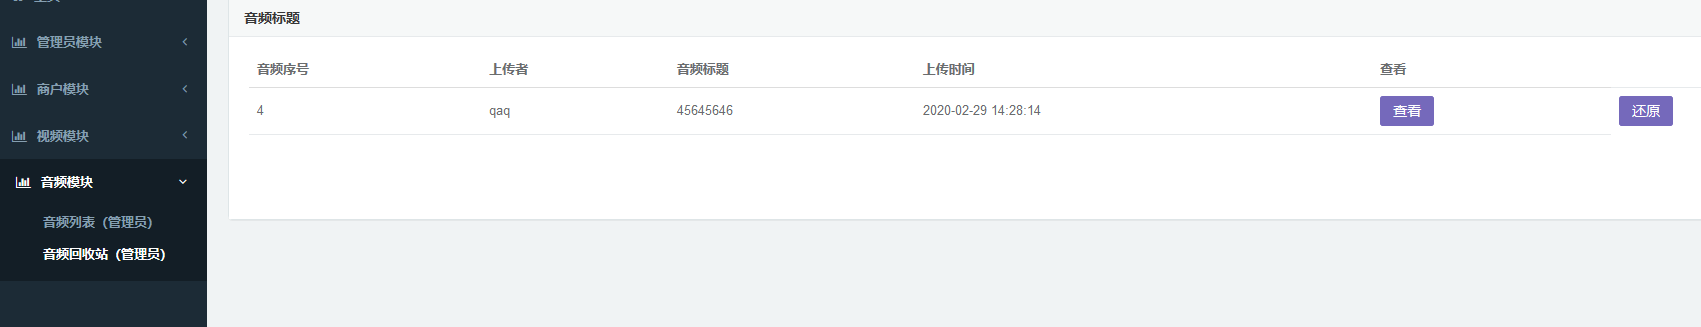 音频标题
管理员模块
商户模块
视频模块
音频模块
音频列表（管理员）
音频回收站（管理员）
音频序号 上传者 音频标题 上传时间 查看
4 qaq 45645646 2020-02-29 14:28:14 查看 还原